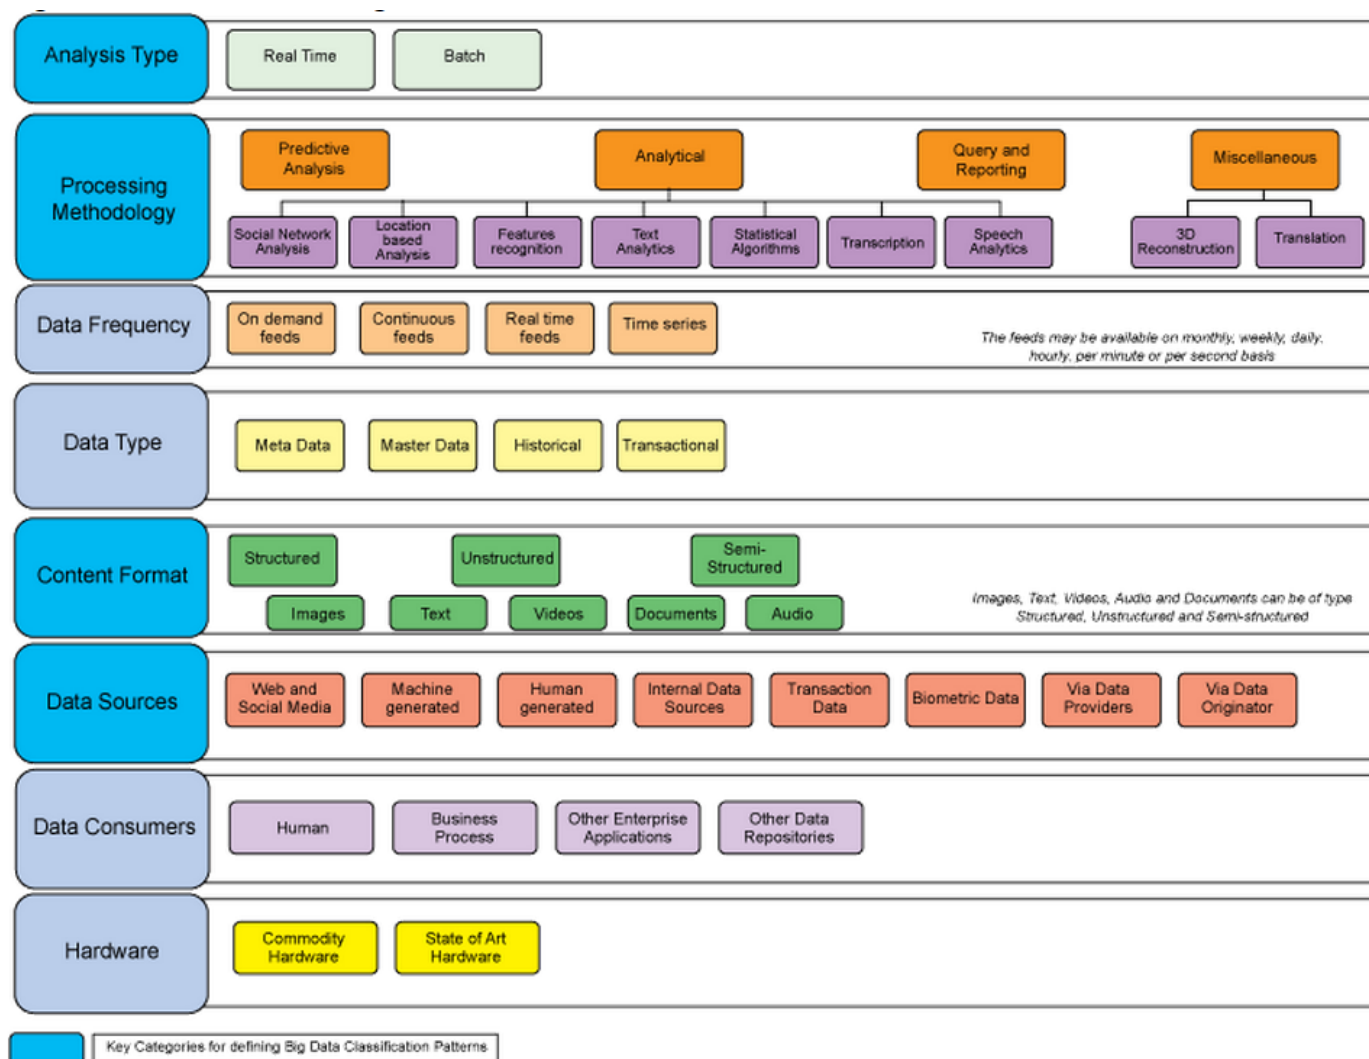 Analysis Type
Real Time
Batch
Processing
Methodology
Predictive
Analysis
Analytical
Query and
Reporting
Miscellaneous
Social Network
Analysis
Location
based
Analysis
Features
recognition
Text
Analytics
Statistical
Algorithms
Transcription
Speech
Analytics
3D
Reconstruction
Translation
Data Frequency
On demand
feeds
Continuous
feeds
Real time
feeds
Time series
The feeds may be available on monthly, weekly, daily,
hourly, per minute or per second basis
Data Type
Meta Data
Master Data
Historical
Transactional
Content Format
Structured
Unstructured
Semi-
Structured
Images
Text
Videos
Documents
Audio
Images, Text, Videos, Audio and Documents can be of type
Structured, Unstructured and Semi-structured
Data Sources
Web and
Social Media
Machine
generated
Human
generated
Internal Data
Sources
Transaction
Data
Biometric Data
Via Data
Providers
Via Data
Originator
Data Consumers
Human
Business
Process
Other Enterprise
Applications
Other Data
Repositories
Hardware
Commodity
Hardware
State of Art
Hardware
Key Categories for defining Big Data Classification Patterns